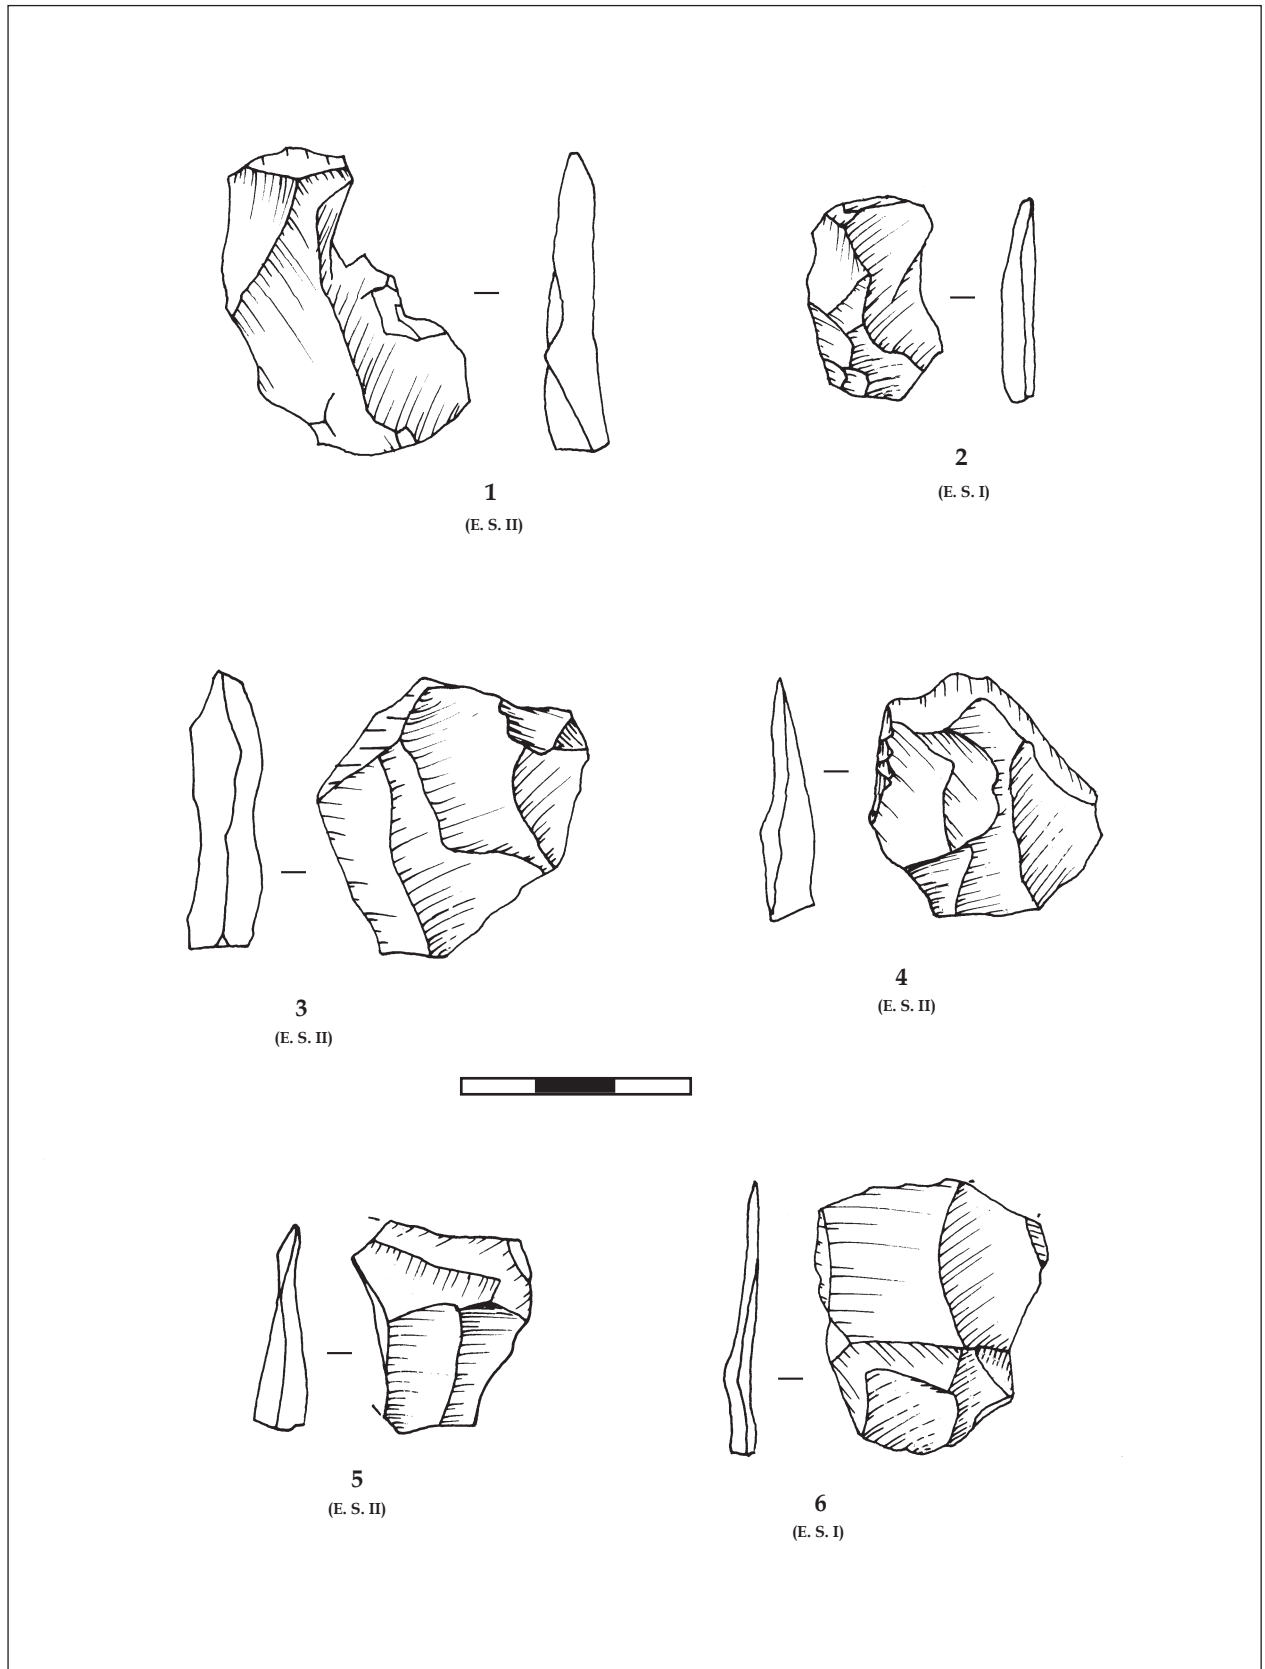 1
(E. S. II)
2
(E. S. I)
3
(E. S. II)
4
(E. S. II)
5
(E. S. II)
6
(E. S. I)